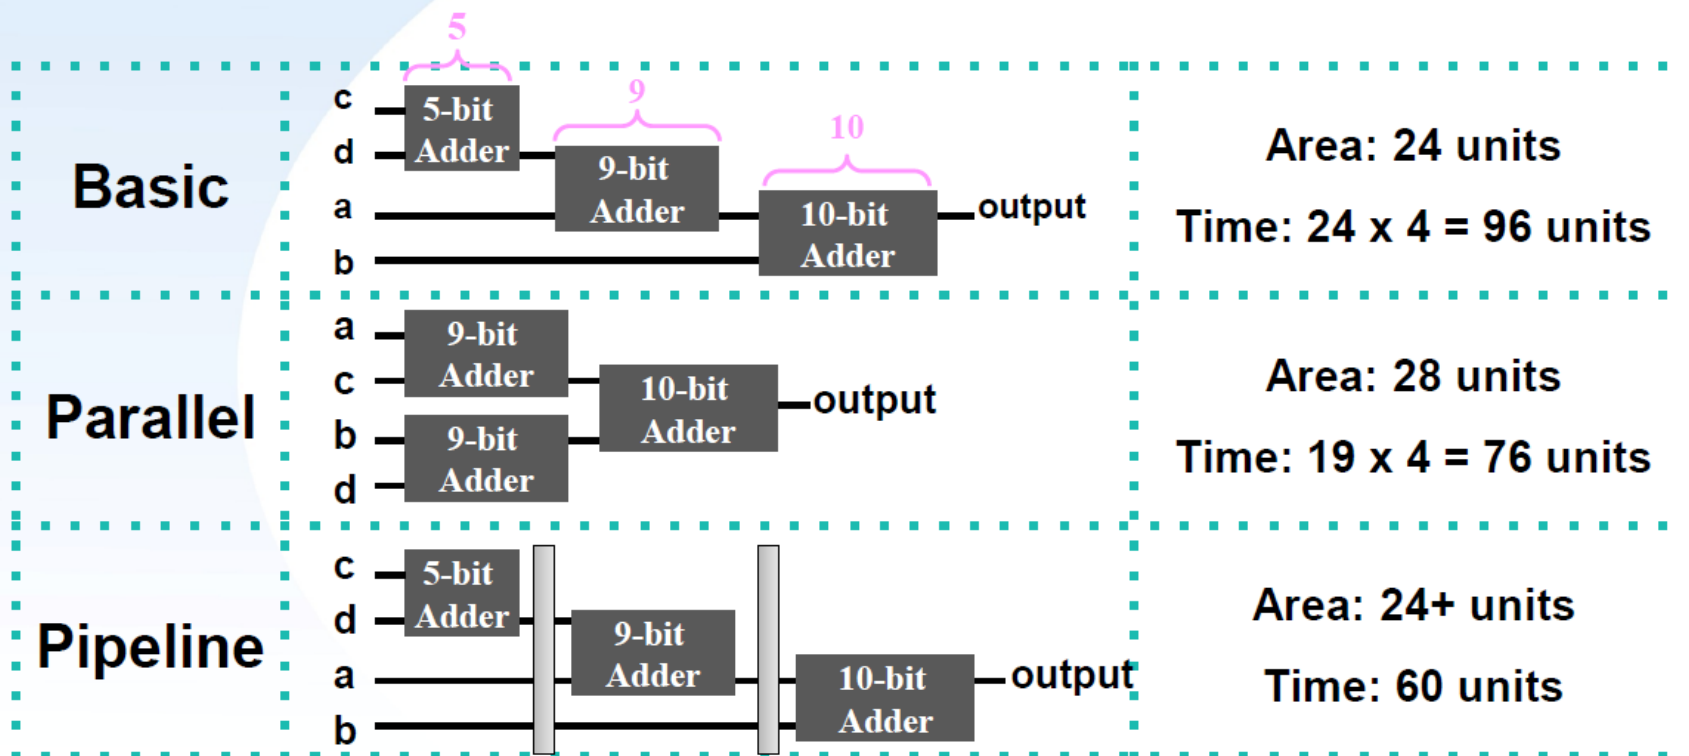 Basic
5
9
10
c
d
a
b
5-bit
Adder
9-bit
Adder
10-bit
Adder
output
Area: 24 units
Time: 24 x 4 = 96 units
Parallel
a
c
b
d
9-bit
Adder
9-bit
Adder
10-bit
Adder
output
Area: 28 units
Time: 19 x 4 = 76 units
Pipeline
c
d
a
b
5-bit
Adder
9-bit
Adder
10-bit
Adder
output
Area: 24+ units
Time: 60 units